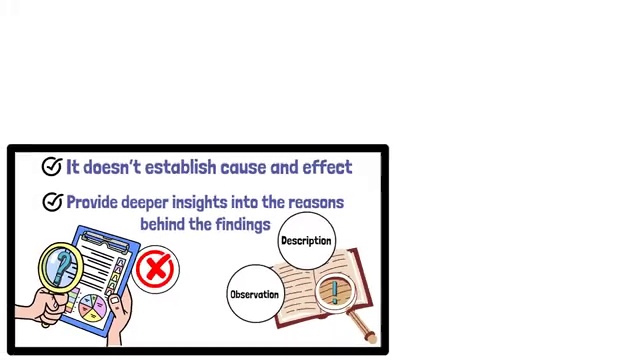 It doesn't establish cause and effect
Provide deeper insights into the reasons
behind the findings
Description
Observation